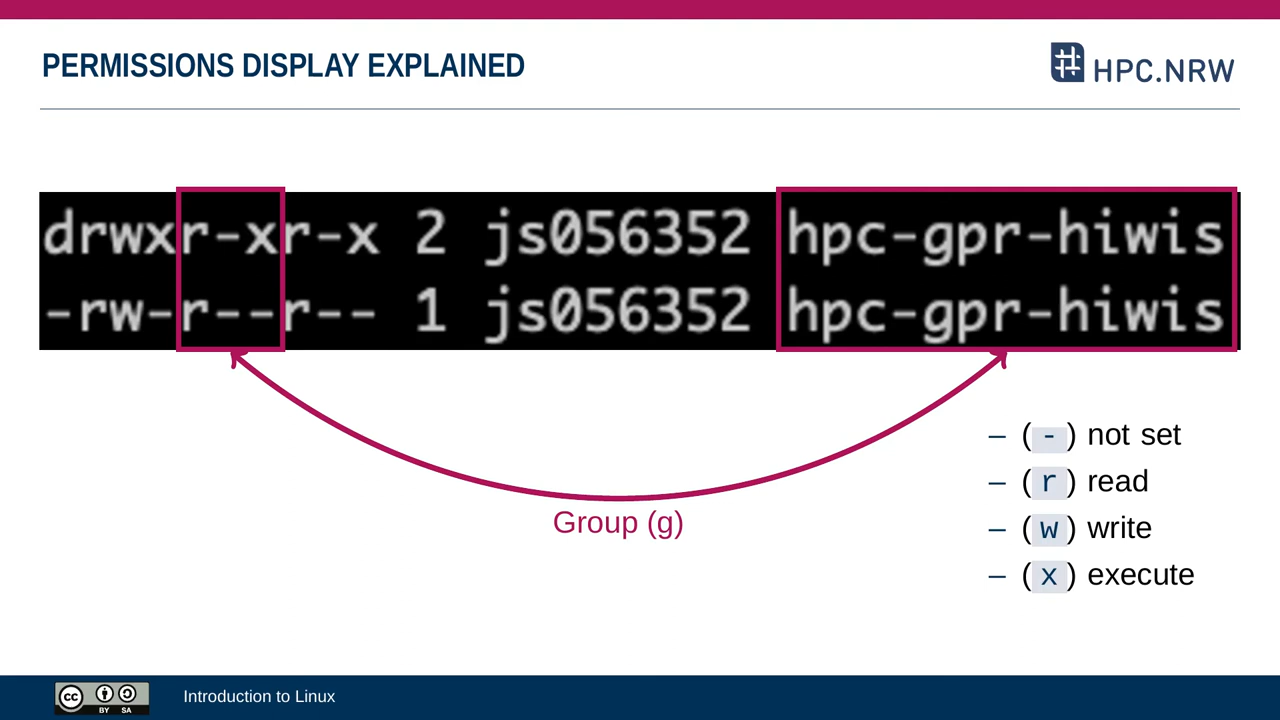 PERMISSIONS DISPLAY EXPLAINED
HPC.NRW
drwxr-xr-x 2 js056352 hpc-gpr-hiwis
-rw-r--r-- 1 js056352 hpc-gpr-hiwis
Group (g)
– (-) not set
– (r) read
– (w) write
– (x) execute
cc BY SA
Introduction to Linux